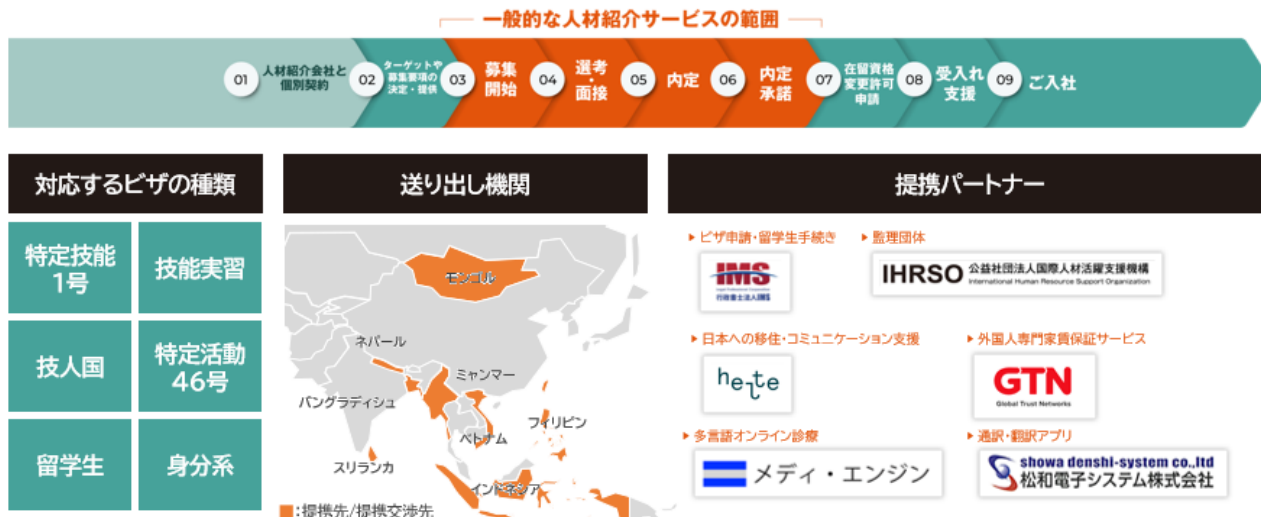 一般的な人材紹介サービスの範囲
01
人材紹介会社と
個別契約
02
ターゲットや
募集要項の
決定・提供
03
募集
開始
04
選考
・
面接
05
内定
06
内定
承諾
07
在留資格
変更許可
申請
08
受入れ
支援
09
ご入社
対応するビザの種類
特定技能
1号
技能実習
技人国
特定活動
46号
留学生
身分系
送り出し機関
モンゴル
ネパール
ミャンマー
バングラディシュ
フィリピン
ベトナム
スリランカ
インドネシア
:提携先/提携交渉先
提携パートナー
ビザ申請・留学生手続き
IMS
Legal Professional Corporation
行政書士法人IMS
監理団体
IHRSO 公益社団法人国際人材活躍支援機構
International Human Resource Support Organization
日本への移住・コミュニケーション支援
helte
外国人専門家賃保証サービス
GTN
Global Trust Networks
多言語オンライン診療
メディ・エンジン
通訳・翻訳アプリ
showa denshi-system co.,ltd
松和電子システム株式会社